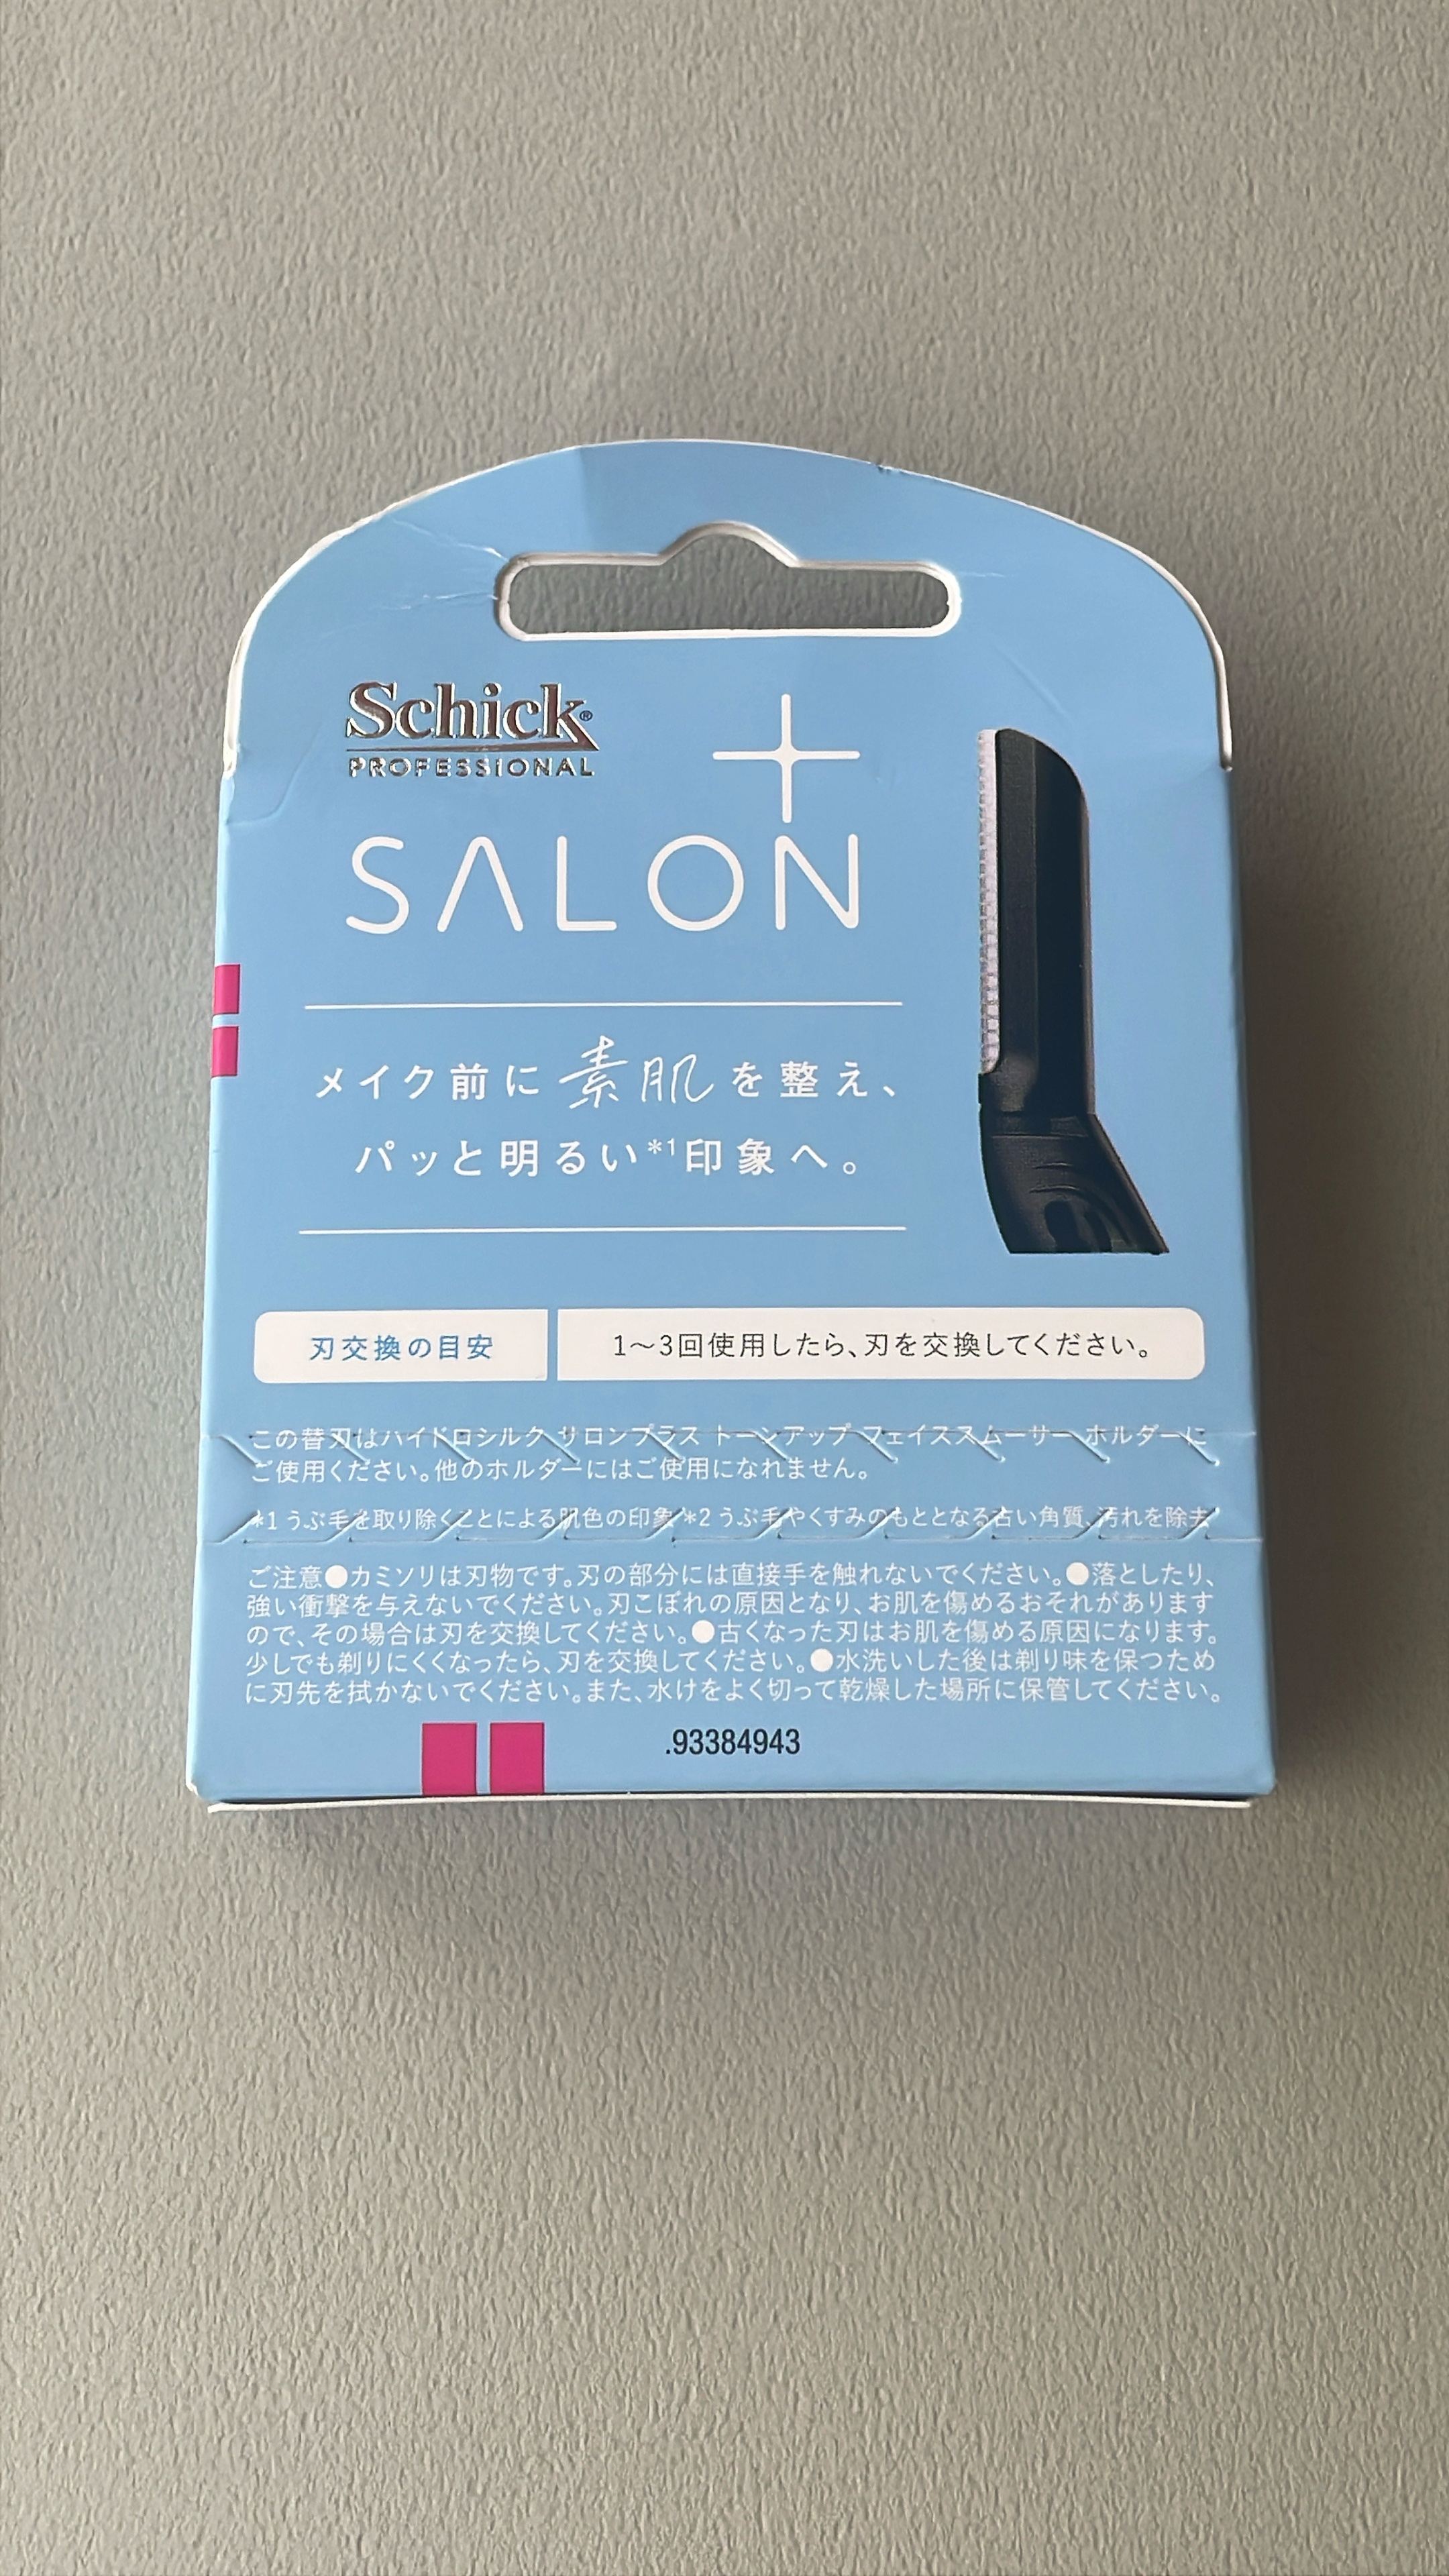 Schick®
PROFESSIONAL
+
SALON
メイク前に素肌を整え、
パッと明るい*1印象へ。
刃交換の目安
1〜3回使用したら、刃を交換してください。
この替刃はハイドロシルク サロンプラス トーンアップ フェイススムーサー ホルダーに
ご使用ください。他のホルダーにはご使用になれません。
*1 うぶ毛を取り除くことによる肌色の印象 *2 うぶ毛やくすみのもととなる古い角質、汚れを除去
ご注意●カミソリは刃物です。刃の部分には直接手を触れないでください。●落としたり、
強い衝撃を与えないでください。刃こぼれの原因となり、お肌を傷めるおそれがあります
ので、その場合は刃を交換してください。●古くなった刃はお肌を傷める原因になります。
少しでも剃りにくくなったら、刃を交換してください。●水洗いした後は剃り味を保つため
に刃先を拭かないでください。また、水けをよく切って乾燥した場所に保管してください。
.93384943